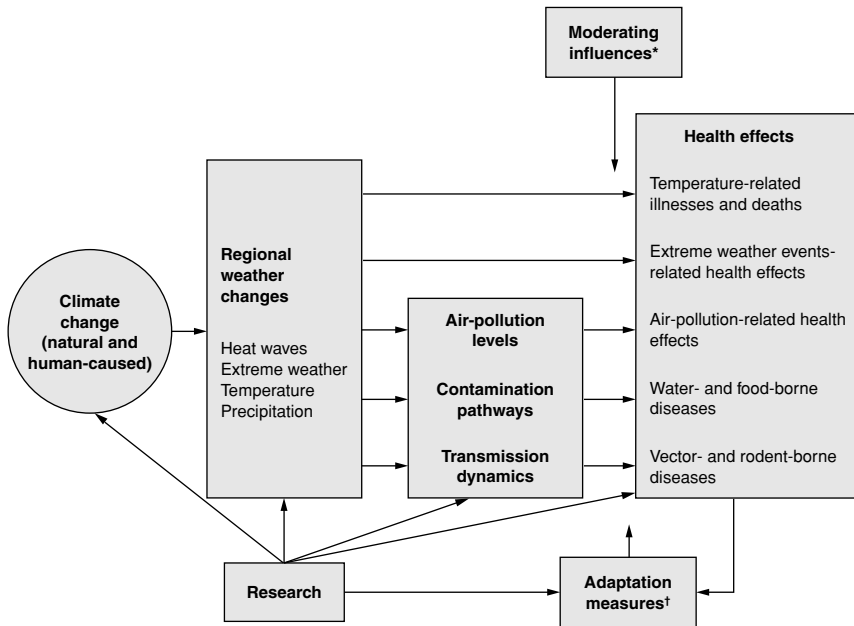 Moderating
influences*
Health effects
Temperature-related
illnesses and deaths
Extreme weather events-
related health effects
Air-pollution-related health
effects
Water- and food-borne
diseases
Vector- and rodent-borne
diseases
Regional
weather
changes
Heat waves
Extreme weather
Temperature
Precipitation
Climate
change
(natural and
human-caused)
Air-pollution
levels
Contamination
pathways
Transmission
dynamics
Research
Adaptation
measures†